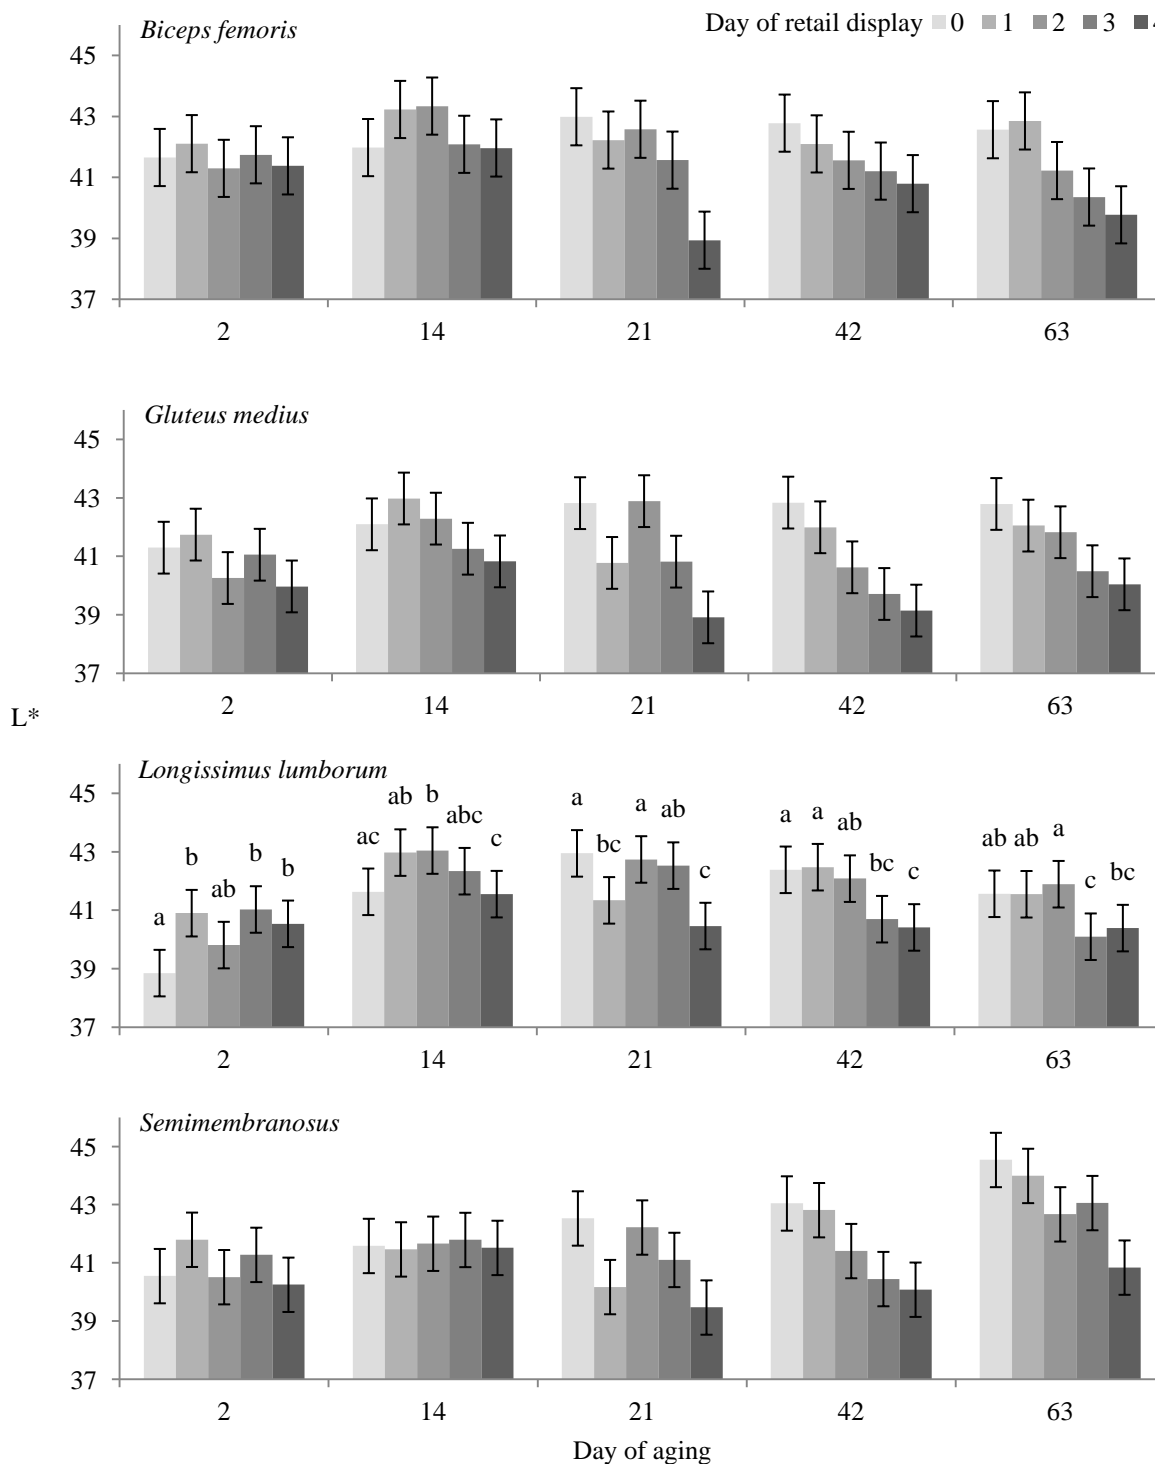 Biceps femoris
Day of retail display 0 1 2 3 4
45
43
41
39
37
2 14 21 42 63
Gluteus medius
45
43
41
39
37
2 14 21 42 63
L*
Longissimus lumborum
45
43
41
39
37
a b ab b b
ac ab b abc c
a bc a ab c
a a ab bc c
ab ab a c bc
2 14 21 42 63
Semimembranosus
45
43
41
39
37
2 14 21 42 63
Day of aging